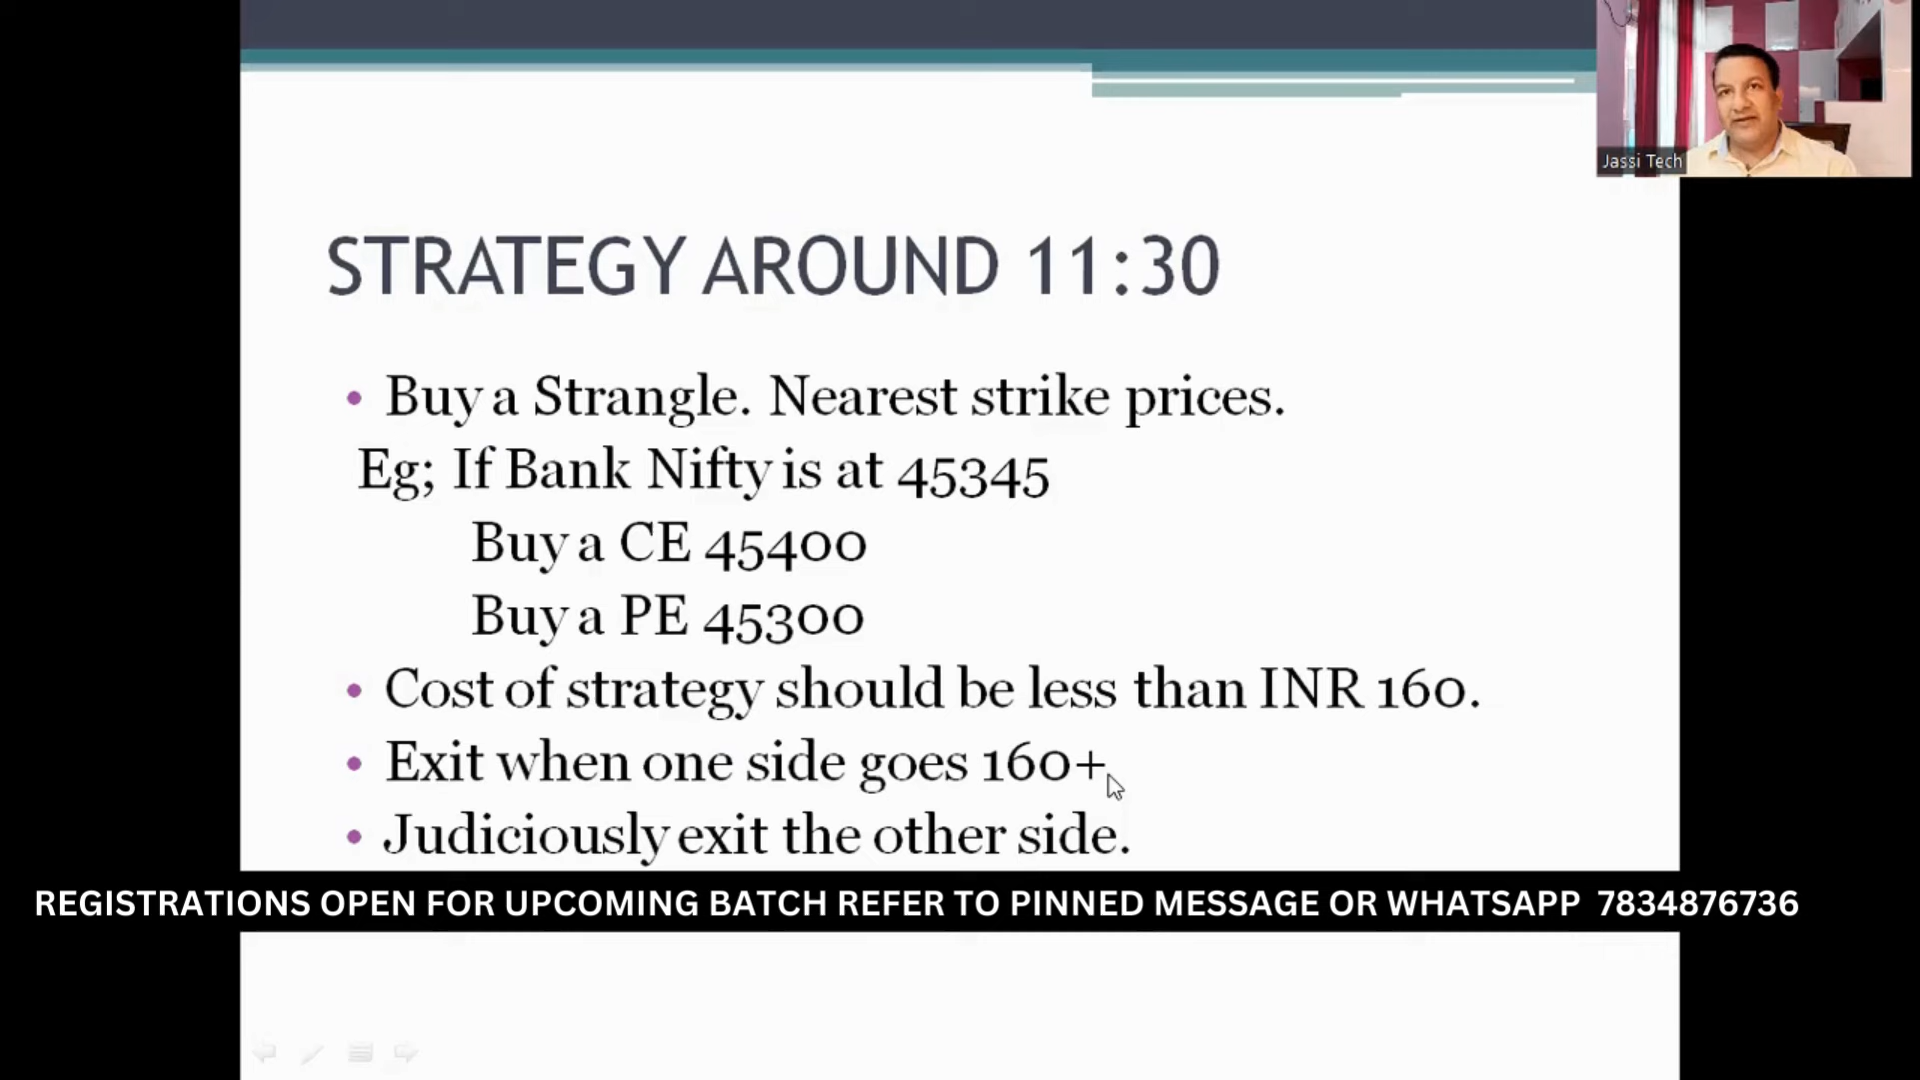 Jassi Tech
STRATEGY AROUND 11:30
• Buy a Strangle. Nearest strike prices.
Eg; If Bank Nifty is at 45345
Buy a CE 45400
Buy a PE 45300
• Cost of strategy should be less than INR 160.
• Exit when one side goes 160+
• Judiciously exit the other side.
REGISTRATIONS OPEN FOR UPCOMING BATCH REFER TO PINNED MESSAGE OR WHATSAPP 7834876736